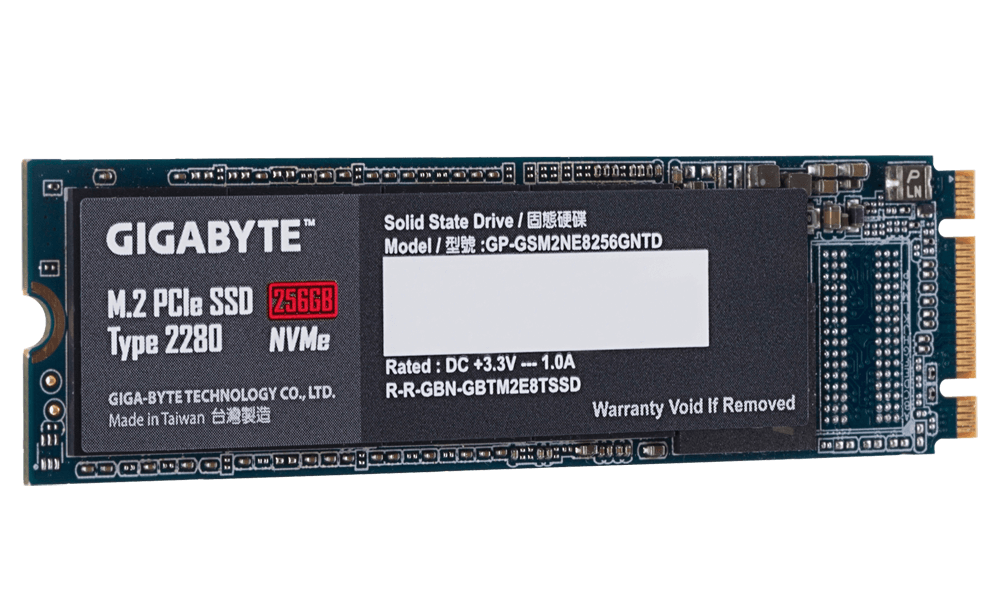 GIGABYTE™
M.2 PCIe SSD 256GB
Type 2280 NVMe
GIGA-BYTE TECHNOLOGY CO., LTD.
Made in Taiwan 台灣製造
Solid State Drive / 固態硬碟
Model / 型號 :GP-GSM2NE8256GNTD
Rated : DC +3.3V --- 1.0A
R-R-GBN-GBTM2E8TSSD
Warranty Void If Removed
P
LN